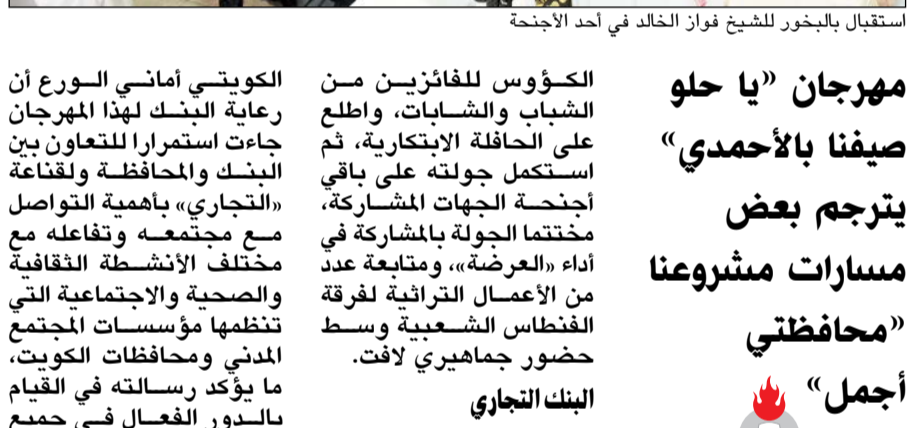 استقبال بالبخور للشيخ فواز الخالد في أحد الأجنحة
مهرجان «يا حلو
صيفنا بالأحمدي»
يترجم بعض
مسارات مشروعنا
«محافظتي
أجمل»
الكؤوس للفائزين من
الشباب والشابات، واطلع
على الحافلة الابتكارية، ثم
استكمل جولته على باقي
أجنحة الجهات المشاركة،
مختتما الجولة بالمشاركة في
أداء «العرضة»، ومتابعة عدد
من الأعمال التراثية لفرقة
الفنطاس الشعبية وسط
حضور جماهيري لافت.
البنك التجاري
الكويتي أماني الورع أن
رعاية البنك لهذا المهرجان
جاءت استمرارا للتعاون بين
البنك والمحافظة ولقناعة
«التجاري» بأهمية التواصل
مع مجتمعه وتفاعله مع
مختلف الأنشطة الثقافية
والصحية والاجتماعية التي
تنظمها مؤسسات المجتمع
المدني ومحافظات الكويت،
ما يؤكد رسالته في القيام
بالدور الفعال في جميع